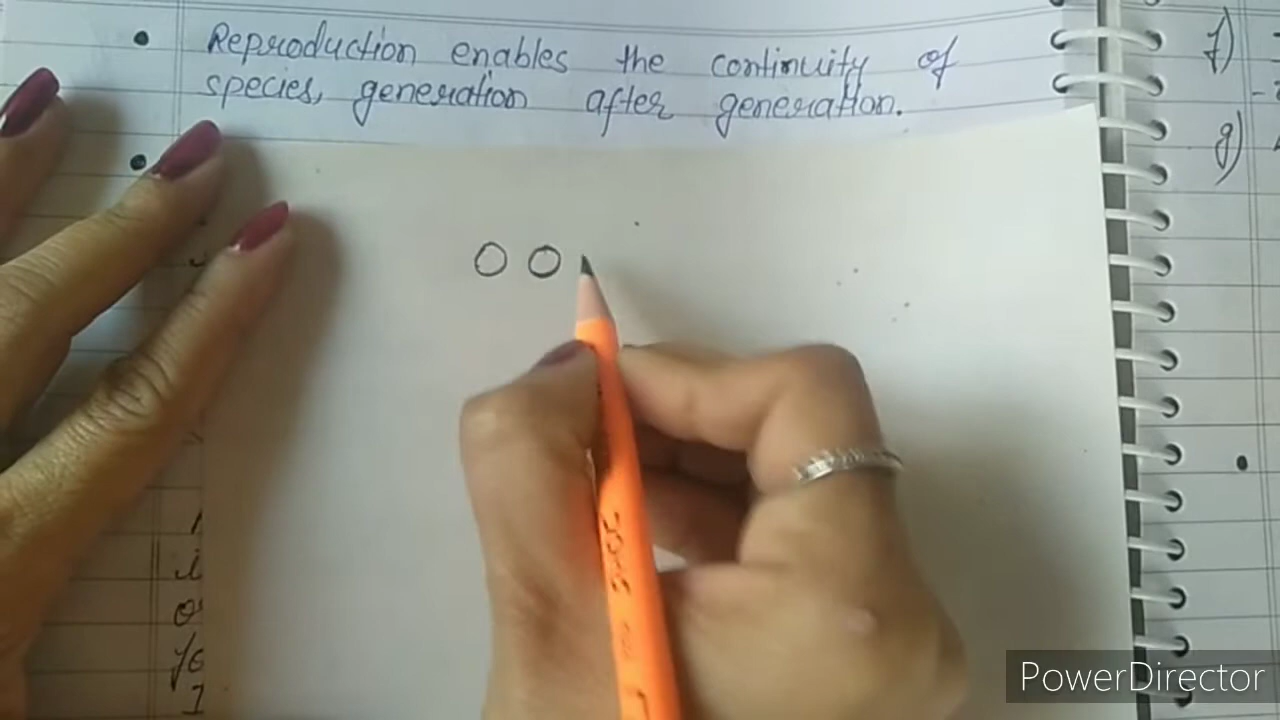 • Reproduction enables the continuity of
species, generation after generation.
f)
g)
PowerDirector